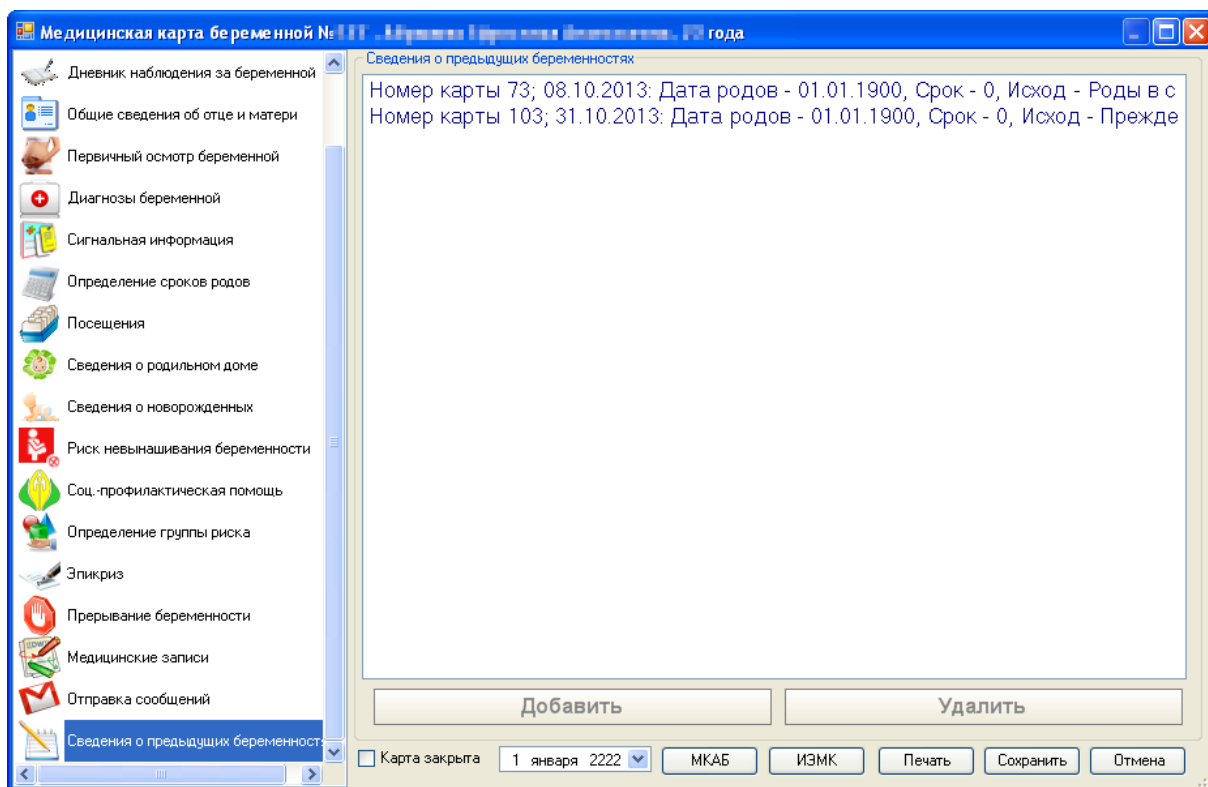 Медицинская карта беременной № года
Дневник наблюдения за беременной
Общие сведения об отце и матери
Первичный осмотр беременной
Диагнозы беременной
Сигнальная информация
Определение сроков родов
Посещения
Сведения о родильном доме
Сведения о новорожденных
Риск невынашивания беременности
Соц.-профилактическая помощь
Определение группы риска
Эпикриз
Прерывание беременности
Медицинские записи
Отправка сообщений
Сведения о предыдущих беременност
Сведения о предыдущих беременностях
Номер карты 73; 08.10.2013: Дата родов - 01.01.1900, Срок - 0, Исход - Роды в с
Номер карты 103; 31.10.2013: Дата родов - 01.01.1900, Срок - 0, Исход - Прежде
Добавить Удалить
Карта закрыта 1 января 2222 МКАБ ИЭМК Печать Сохранить Отмена